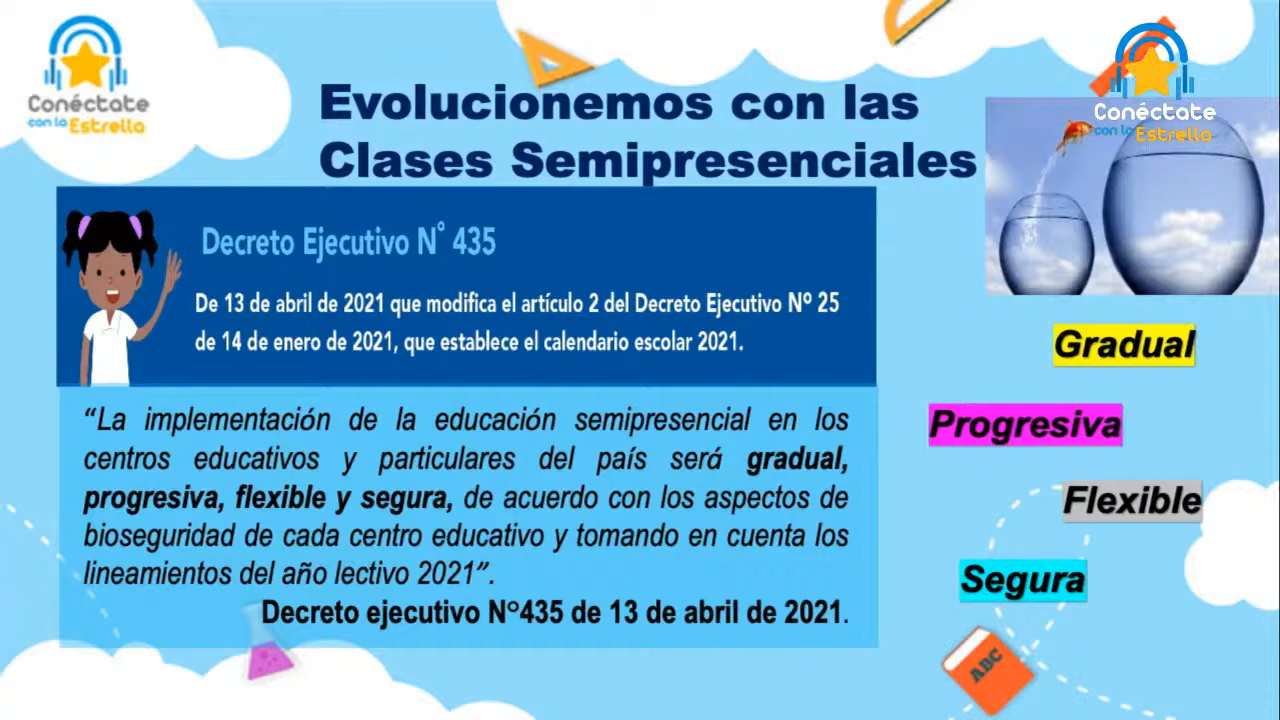 Conéctate
con la Estrella
Conéctate
con la Estrella
Evolucionemos con las
Clases Semipresenciales
Decreto Ejecutivo N° 435
De 13 de abril de 2021 que modifica el artículo 2 del Decreto Ejecutivo Nº 25
de 14 de enero de 2021, que establece el calendario escolar 2021.
“La implementación de la educación semipresencial en los
centros educativos y particulares del país será gradual,
progresiva, flexible y segura, de acuerdo con los aspectos de
bioseguridad de cada centro educativo y tomando en cuenta los
lineamientos del año lectivo 2021”.
Decreto ejecutivo N°435 de 13 de abril de 2021.
Gradual
Progresiva
Flexible
Segura
ABC